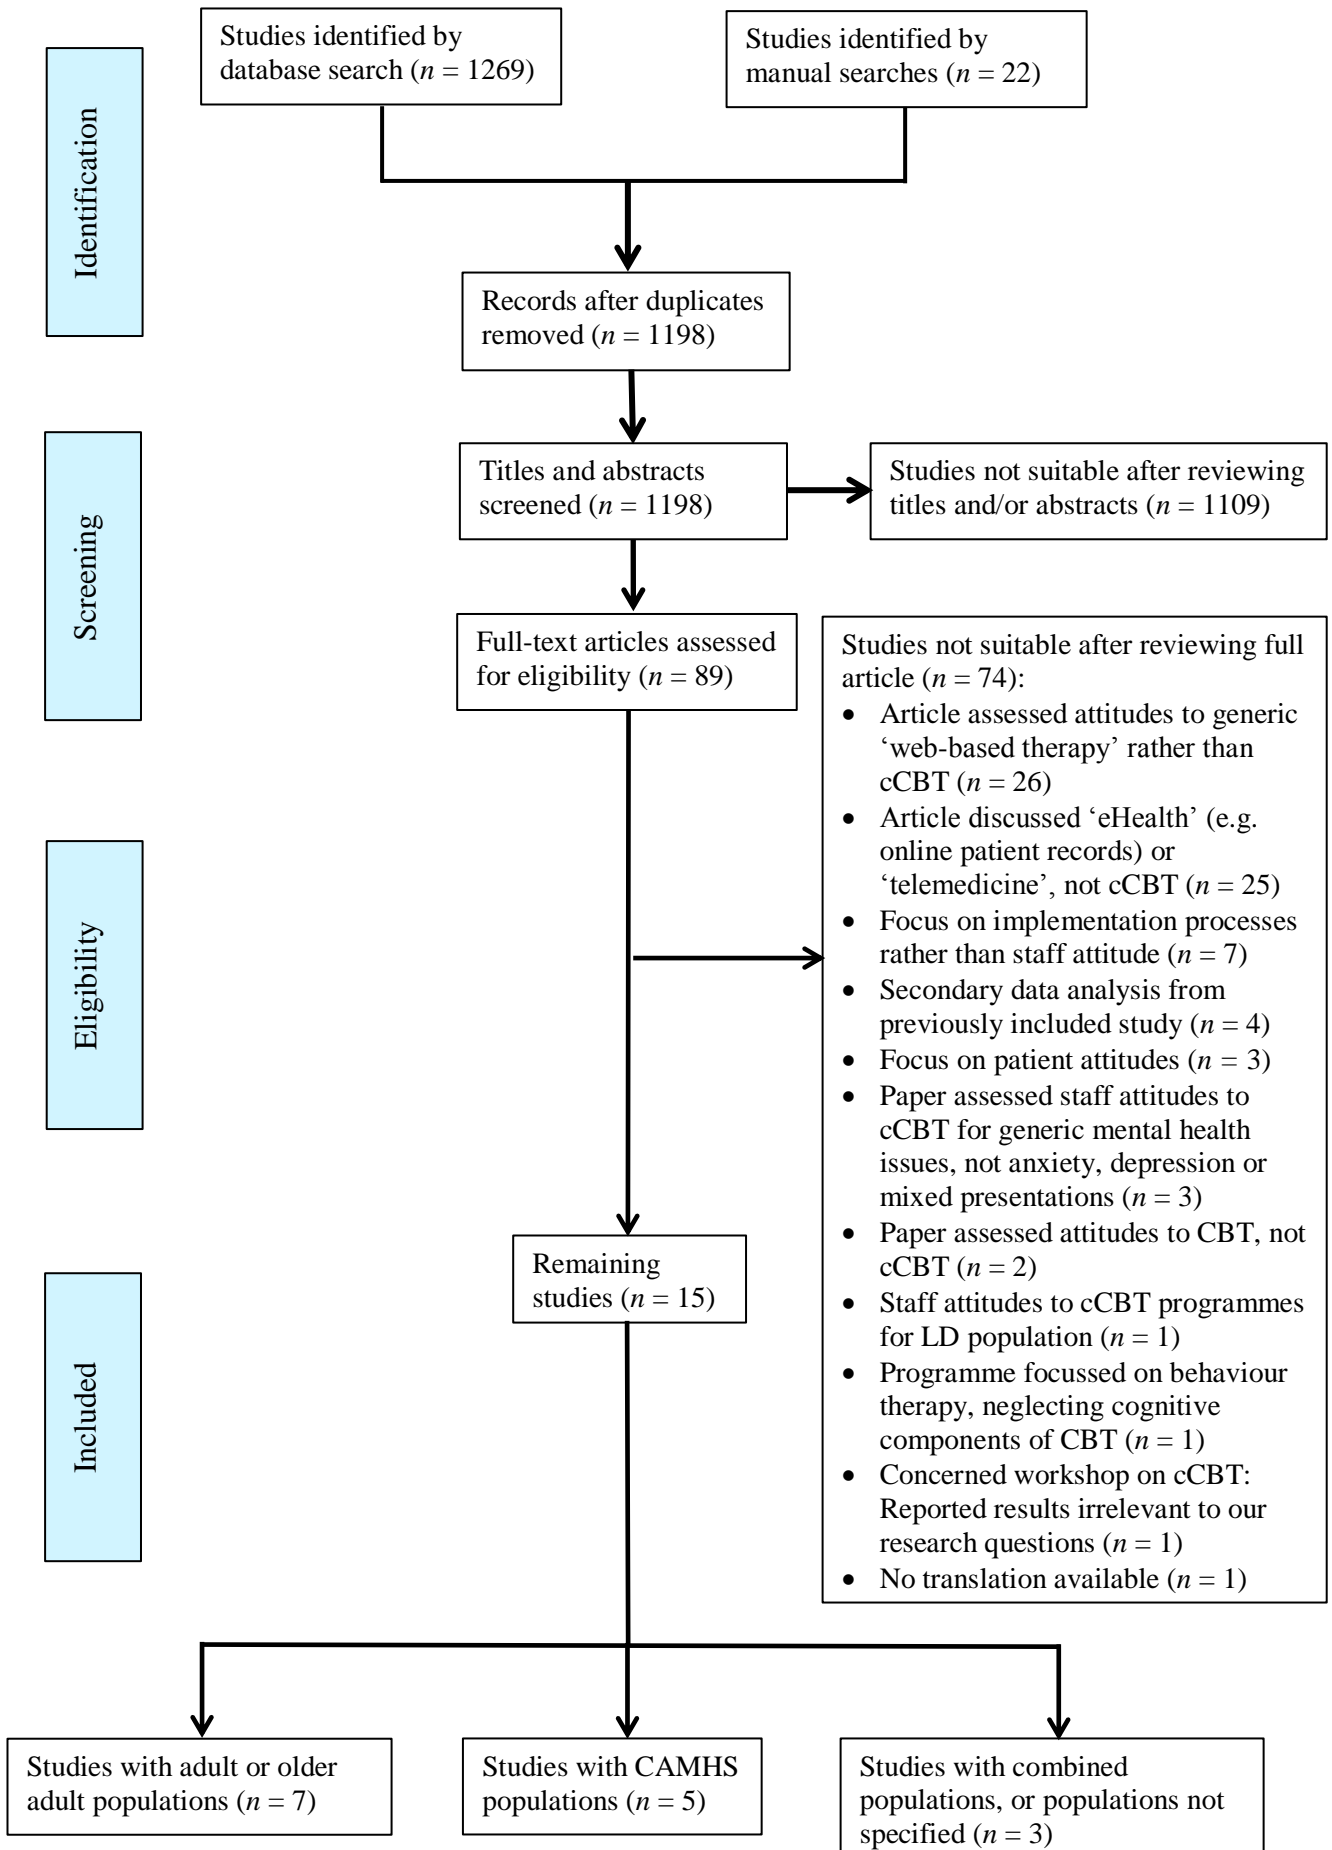 Identification
Studies identified by
database search (n = 1269)
Studies identified by
manual searches (n = 22)
Records after duplicates
removed (n = 1198)
Screening
Titles and abstracts
screened (n = 1198)
Studies not suitable after reviewing
titles and/or abstracts (n = 1109)
Full-text articles assessed
for eligibility (n = 89)
Eligibility
Studies not suitable after reviewing full
article (n = 74):
• Article assessed attitudes to generic
‘web-based therapy’ rather than
cCBT (n = 26)
• Article discussed ‘eHealth’ (e.g.
online patient records) or
‘telemedicine’, not cCBT (n = 25)
• Focus on implementation processes
rather than staff attitude (n = 7)
• Secondary data analysis from
previously included study (n = 4)
• Focus on patient attitudes (n = 3)
• Paper assessed staff attitudes to
cCBT for generic mental health
issues, not anxiety, depression or
mixed presentations (n = 3)
• Paper assessed attitudes to CBT, not
cCBT (n = 2)
• Staff attitudes to cCBT programmes
for LD population (n = 1)
• Programme focussed on behaviour
therapy, neglecting cognitive
components of CBT (n = 1)
• Concerned workshop on cCBT:
Reported results irrelevant to our
research questions (n = 1)
• No translation available (n = 1)
Included
Remaining
studies (n = 15)
Studies with adult or older
adult populations (n = 7)
Studies with CAMHS
populations (n = 5)
Studies with combined
populations, or populations not
specified (n = 3)